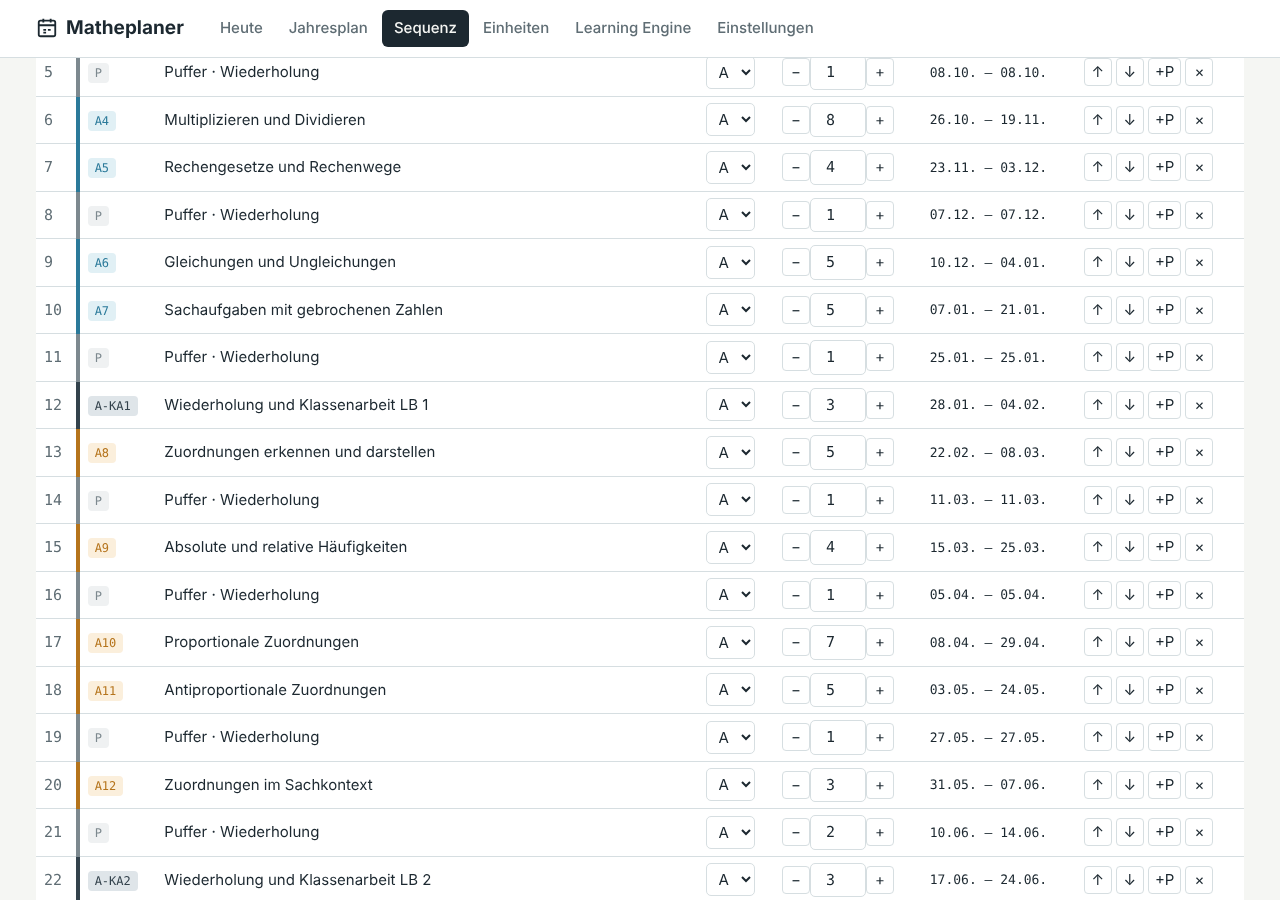 Matheplaner Heute Jahresplan Sequenz Einheiten Learning Engine Einstellungen
5 P Puffer · Wiederholung A − 1 + 08.10. – 08.10. ↑ ↓ +P ×
6 A4 Multiplizieren und Dividieren A − 8 + 26.10. – 19.11. ↑ ↓ +P ×
7 A5 Rechengesetze und Rechenwege A − 4 + 23.11. – 03.12. ↑ ↓ +P ×
8 P Puffer · Wiederholung A − 1 + 07.12. – 07.12. ↑ ↓ +P ×
9 A6 Gleichungen und Ungleichungen A − 5 + 10.12. – 04.01. ↑ ↓ +P ×
10 A7 Sachaufgaben mit gebrochenen Zahlen A − 5 + 07.01. – 21.01. ↑ ↓ +P ×
11 P Puffer · Wiederholung A − 1 + 25.01. – 25.01. ↑ ↓ +P ×
12 A-KA1 Wiederholung und Klassenarbeit LB 1 A − 3 + 28.01. – 04.02. ↑ ↓ +P ×
13 A8 Zuordnungen erkennen und darstellen A − 5 + 22.02. – 08.03. ↑ ↓ +P ×
14 P Puffer · Wiederholung A − 1 + 11.03. – 11.03. ↑ ↓ +P ×
15 A9 Absolute und relative Häufigkeiten A − 4 + 15.03. – 25.03. ↑ ↓ +P ×
16 P Puffer · Wiederholung A − 1 + 05.04. – 05.04. ↑ ↓ +P ×
17 A10 Proportionale Zuordnungen A − 7 + 08.04. – 29.04. ↑ ↓ +P ×
18 A11 Antiproportionale Zuordnungen A − 5 + 03.05. – 24.05. ↑ ↓ +P ×
19 P Puffer · Wiederholung A − 1 + 27.05. – 27.05. ↑ ↓ +P ×
20 A12 Zuordnungen im Sachkontext A − 3 + 31.05. – 07.06. ↑ ↓ +P ×
21 P Puffer · Wiederholung A − 2 + 10.06. – 14.06. ↑ ↓ +P ×
22 A-KA2 Wiederholung und Klassenarbeit LB 2 A − 3 + 17.06. – 24.06. ↑ ↓ +P ×